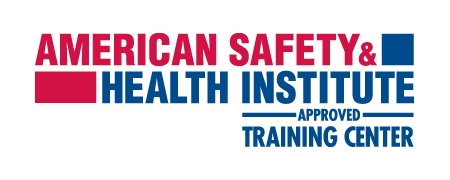 AMERICAN SAFETY&
HEALTH INSTITUTE
APPROVED
TRAINING CENTER